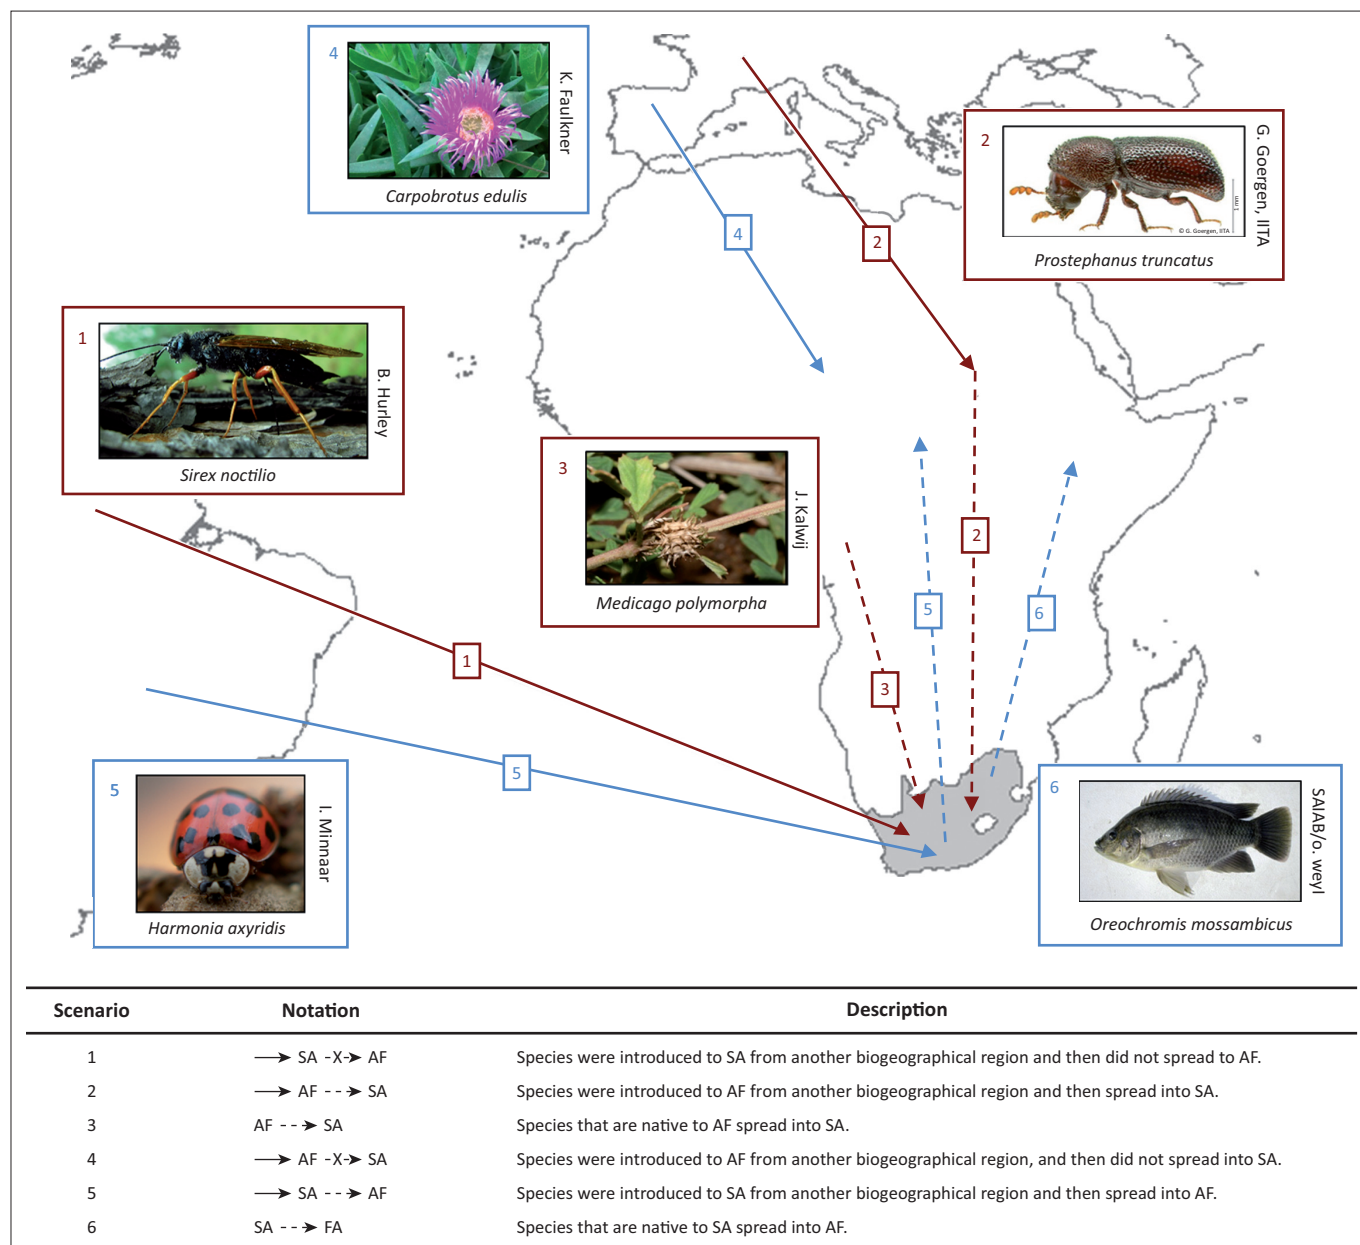 4
K. Faulkner
Carpobrotus edulis
2
G. Goergen, IITA
1 mm
© G. Goergen, IITA
Prostephanus truncatus
4
2
1
B. Hurley
Sirex noctilio
3
J. Kalwij
Medicago polymorpha
2
5
6
1
3
5
5
I. Minnaar
Harmonia axyridis
6
SAIAB/o. weyl
Oreochromis mossambicus
Scenario Notation Description
1 → SA -X-> AF Species were introduced to SA from another biogeographical region and then did not spread to AF.
2 → AF --> SA Species were introduced to AF from another biogeographical region and then spread into SA.
3 AF --> SA Species that are native to AF spread into SA.
4 → AF -X-> SA Species were introduced to AF from another biogeographical region, and then did not spread into SA.
5 → SA --> AF Species were introduced to SA from another biogeographical region and then spread into AF.
6 SA --> FA Species that are native to SA spread into AF.